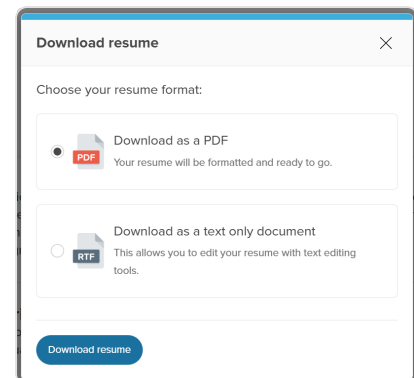 Download resume
Choose your resume format:
Download as a PDF
PDF
Your resume will be formatted and ready to go.
Download as a text only document
RTF
This allows you to edit your resume with text editing
tools.
Download resume